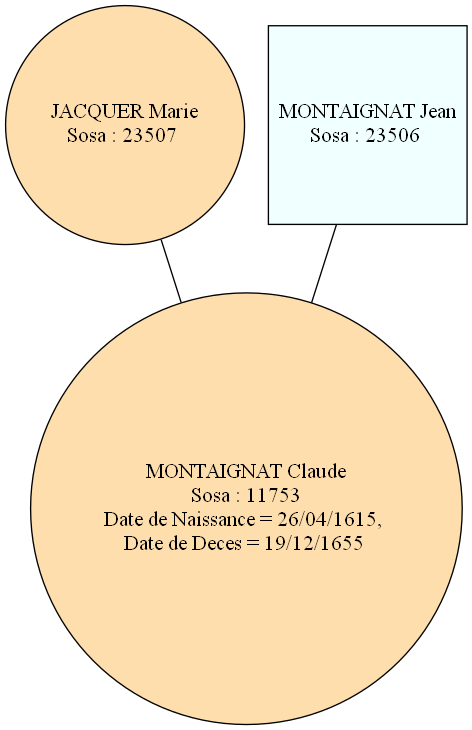 JACQUER Marie
Sosa : 23507
MONTAIGNAT Jean
Sosa : 23506
MONTAIGNAT Claude
Sosa : 11753
Date de Naissance = 26/04/1615,
Date de Deces = 19/12/1655